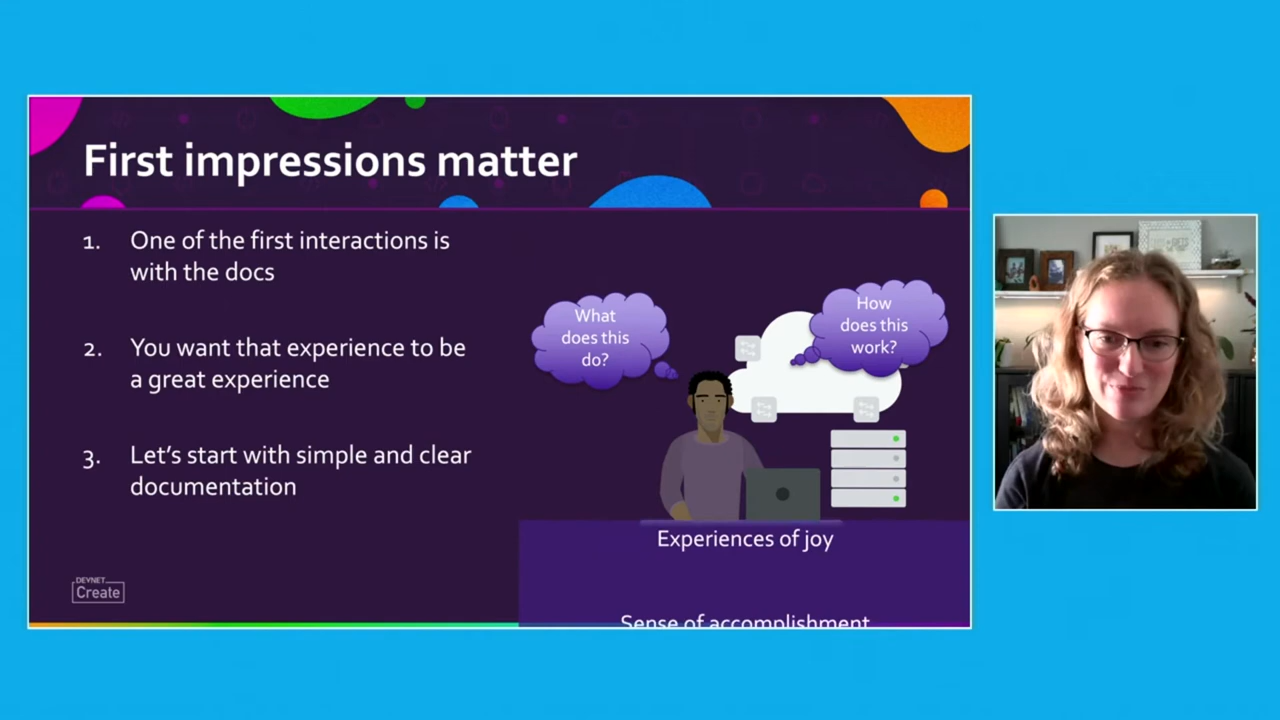 First impressions matter
1. One of the first interactions is
with the docs
2. You want that experience to be
a great experience
3. Let's start with simple and clear
documentation
What
does this
do?
How
does this
work?
Experiences of joy
Sense of accomplishment
DEVNET
Create